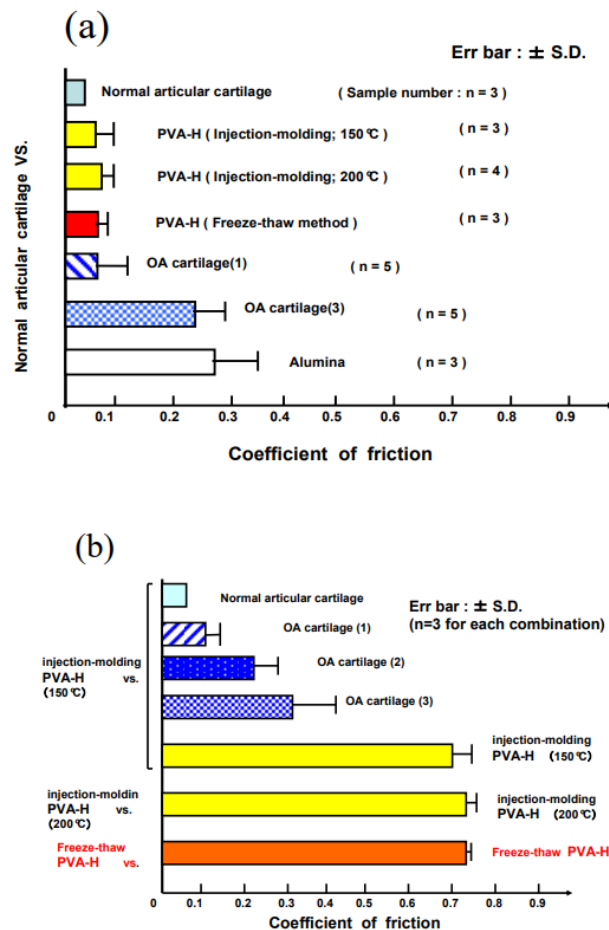 (a)
Err bar : ± S.D.
Normal articular cartilage VS.
Normal articular cartilage ( Sample number : n = 3 )
PVA-H ( Injection-molding; 150℃ ) ( n = 3 )
PVA-H ( Injection-molding; 200℃ ) ( n = 4 )
PVA-H ( Freeze-thaw method ) ( n = 3 )
OA cartilage(1) ( n = 5 )
OA cartilage(3) ( n = 5 )
Alumina ( n = 3 )
0 0.1 0.2 0.3 0.4 0.5 0.6 0.7 0.8 0.9
Coefficient of friction
(b)
Normal articular cartilage
Err bar : ± S.D.
(n=3 for each combination)
OA cartilage (1)
OA cartilage (2)
OA cartilage (3)
injection-molding
PVA-H vs.
(150℃)
injection-molding
PVA-H (150℃)
injection-moldin
PVA-H vs.
(200℃)
injection-molding
PVA-H (200℃)
Freeze-thaw
PVA-H vs.
Freeze-thaw PVA-H
0 0.1 0.2 0.3 0.4 0.5 0.6 0.7 0.8 0.9
Coefficient of friction